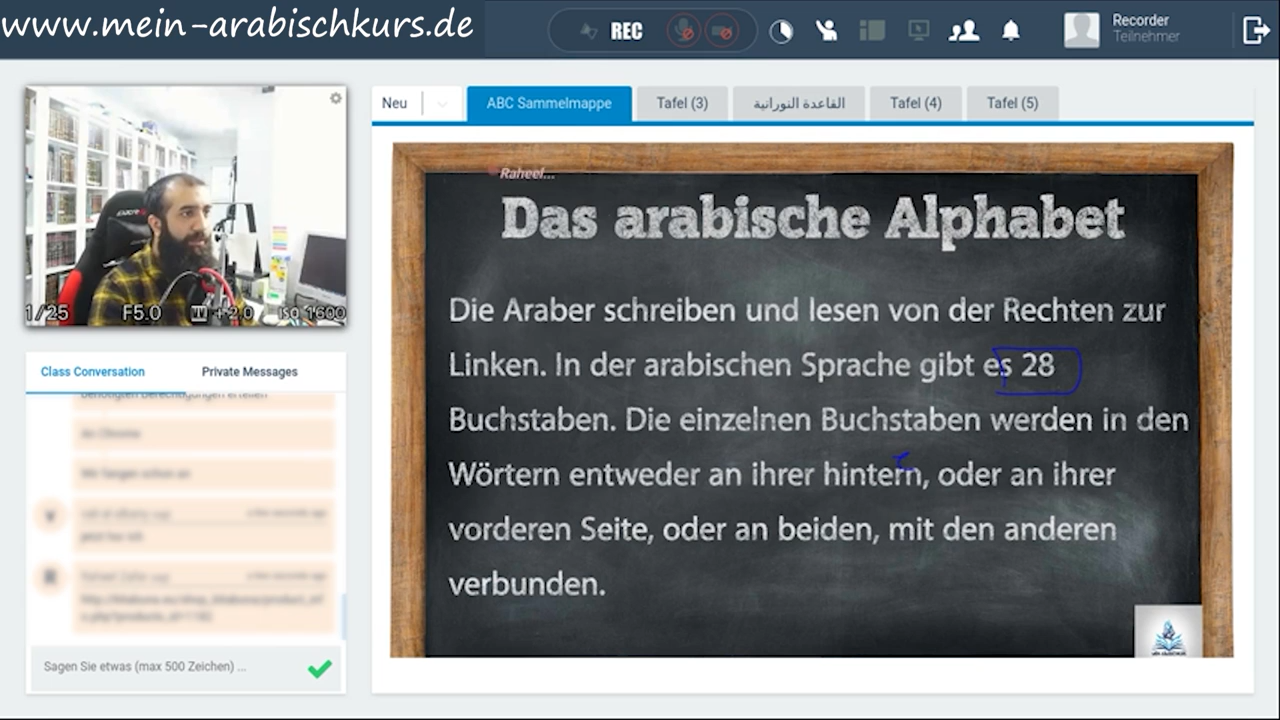 www.mein-arabischkurs.de
REC
Recorder
Teilnehmer
1/25 F5.0 +2.0 ISO 1600
Neu
ABC Sammelmappe
Tafel (3)
القاعدة النورانية
Tafel (4)
Tafel (5)
Raheel...
Das arabische Alphabet
Die Araber schreiben und lesen von der Rechten zur
Linken. In der arabischen Sprache gibt es 28
Buchstaben. Die einzelnen Buchstaben werden in den
Wörtern entweder an ihrer hintern, oder an ihrer
vorderen Seite, oder an beiden, mit den anderen
verbunden.
Class Conversation
Private Messages
Sagen Sie etwas (max 500 Zeichen) ...